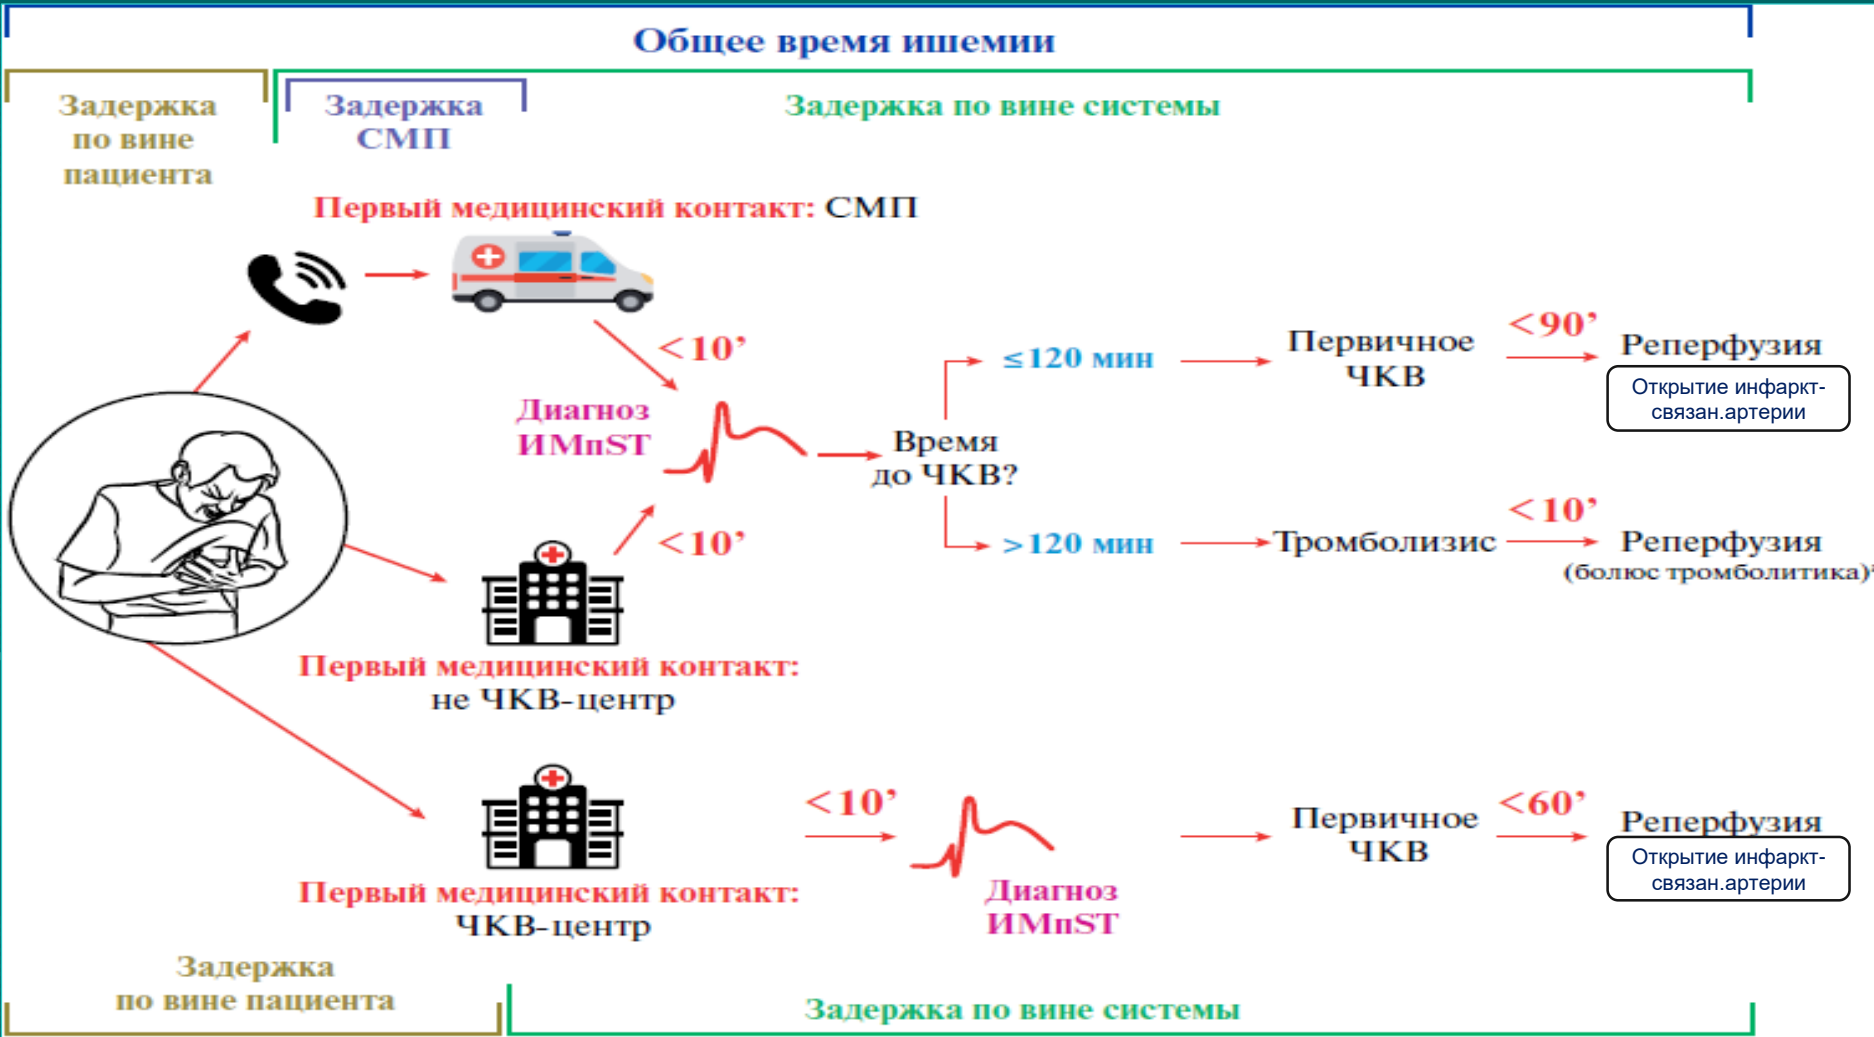 Общее время ишемии
Задержка
по вине
пациента
Задержка
СМП
Задержка по вине системы
Первый медицинский контакт: СМП
<10’
Диагноз
ИМпST
<10’
Время
до ЧКВ?
≤120 мин
Первичное
ЧКВ
<90’
Реперфузия
Открытие инфаркт-
связан.артерии
>120 мин
Тромболизис
<10’
Реперфузия
(болюс тромболитика)
Первый медицинский контакт:
не ЧКВ-центр
<10’
Диагноз
ИМпST
Первичное
ЧКВ
<60’
Реперфузия
Открытие инфаркт-
связан.артерии
Первый медицинский контакт:
ЧКВ-центр
Задержка
по вине пациента
Задержка по вине системы